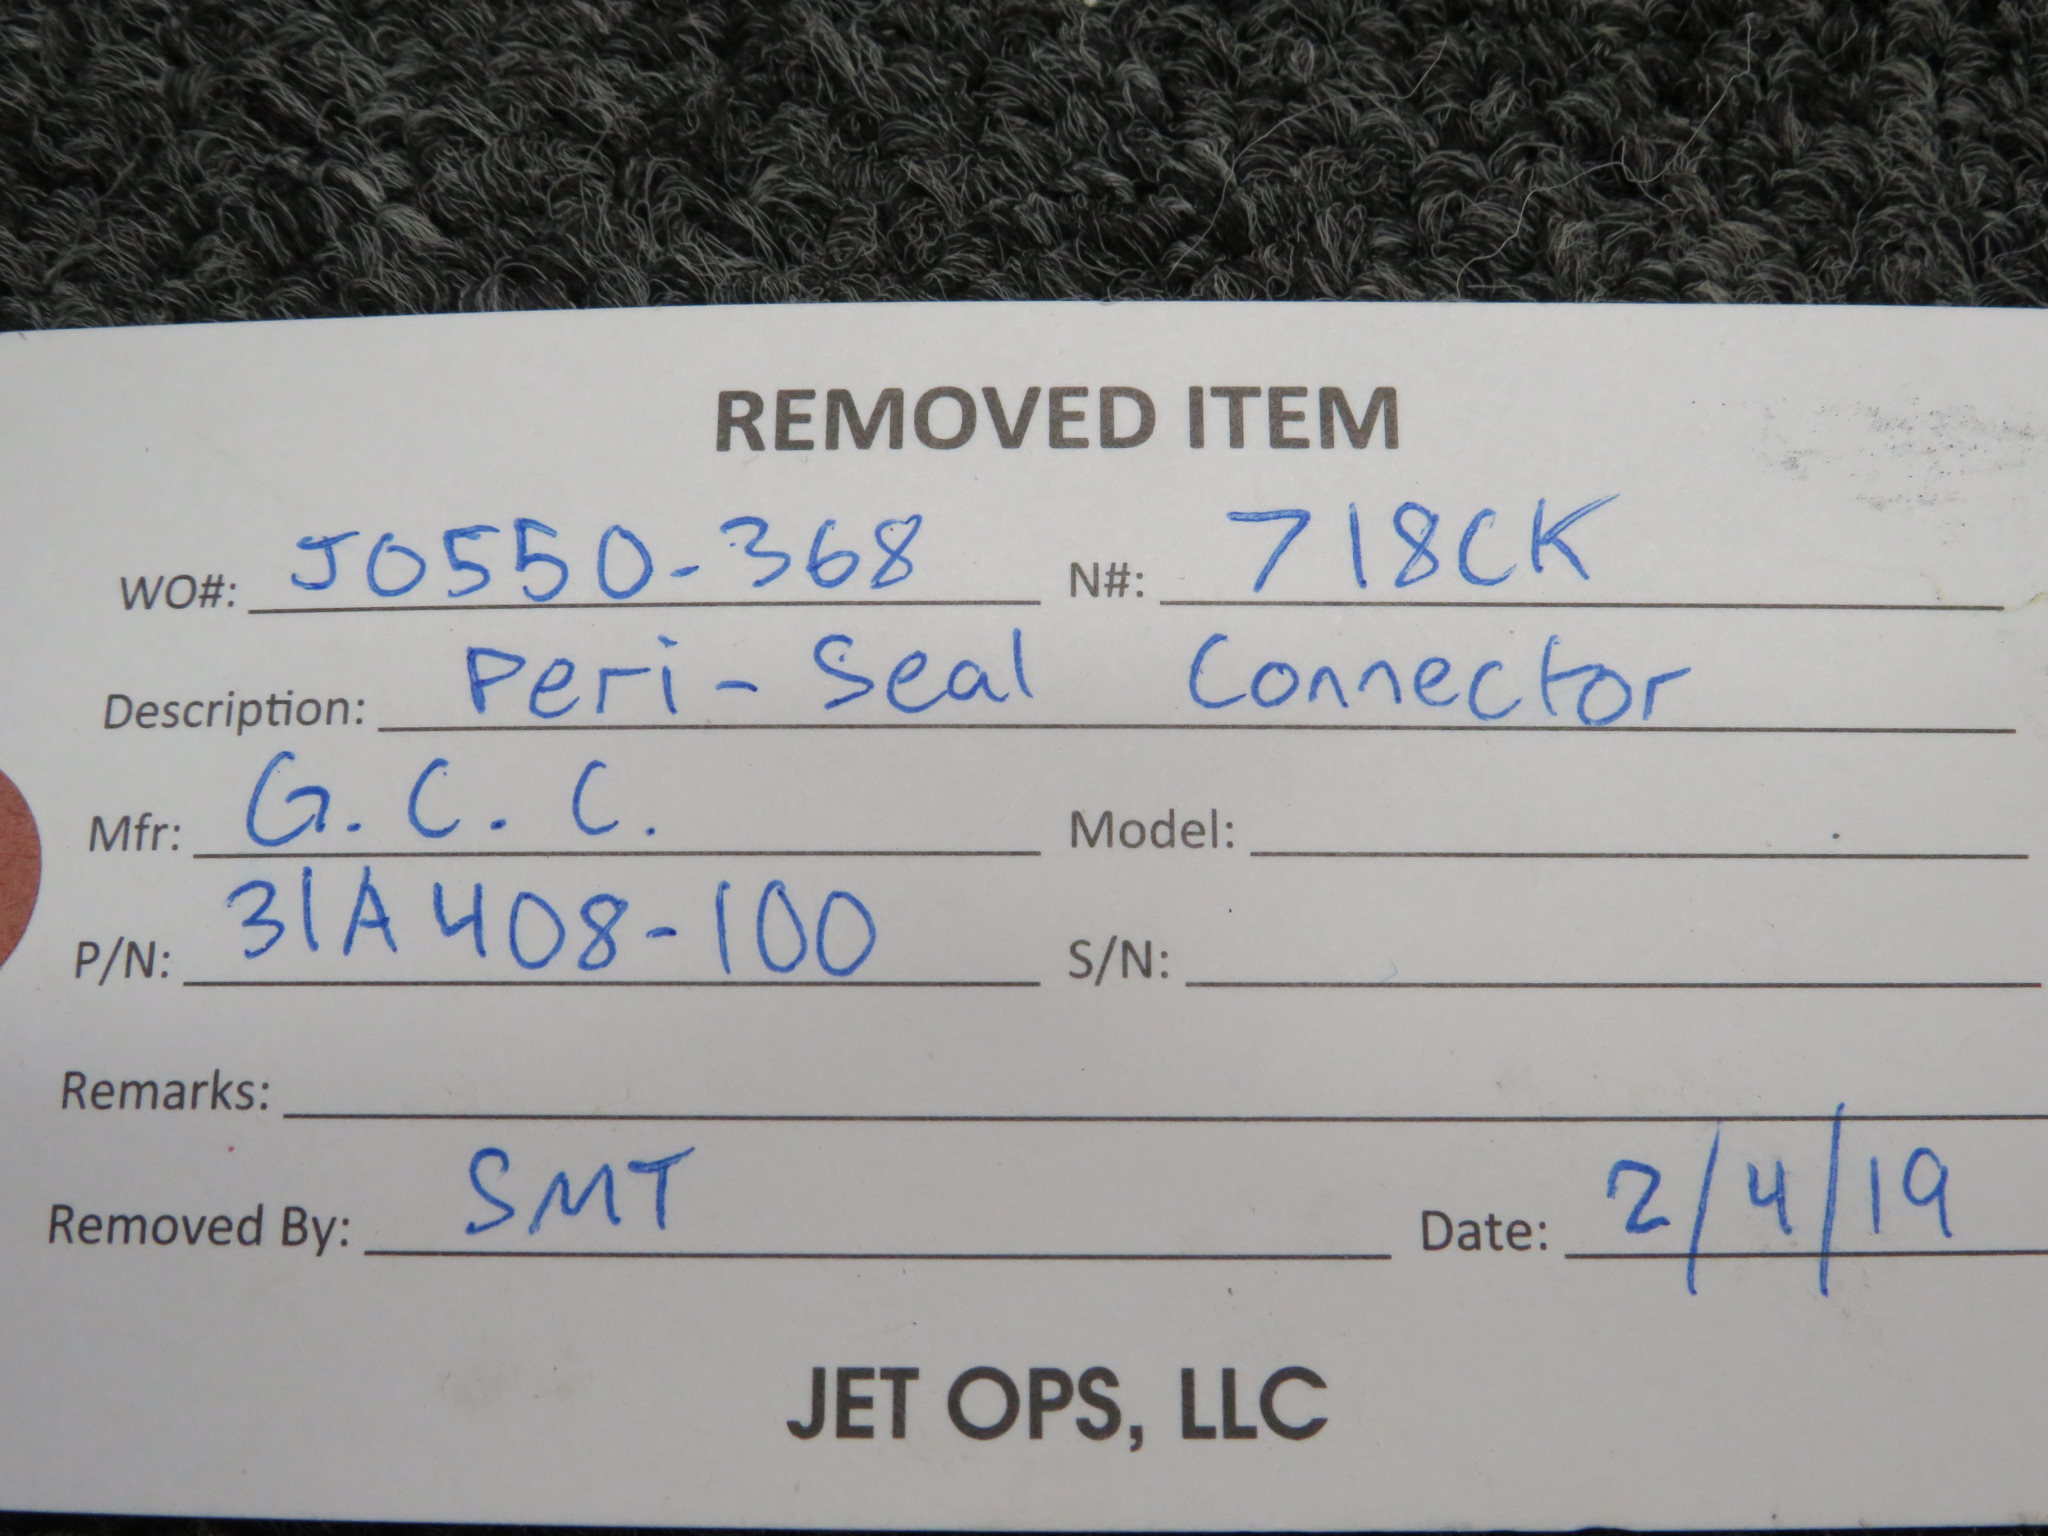 REMOVED ITEM
WO#: JO550-368 N#: 718CK
Description: Peri-Seal Connector
Mfr: G.C.C. Model:
P/N: 31A408-100 S/N:
Remarks:
Removed By: SMT Date: 2/4/19
JET OPS, LLC